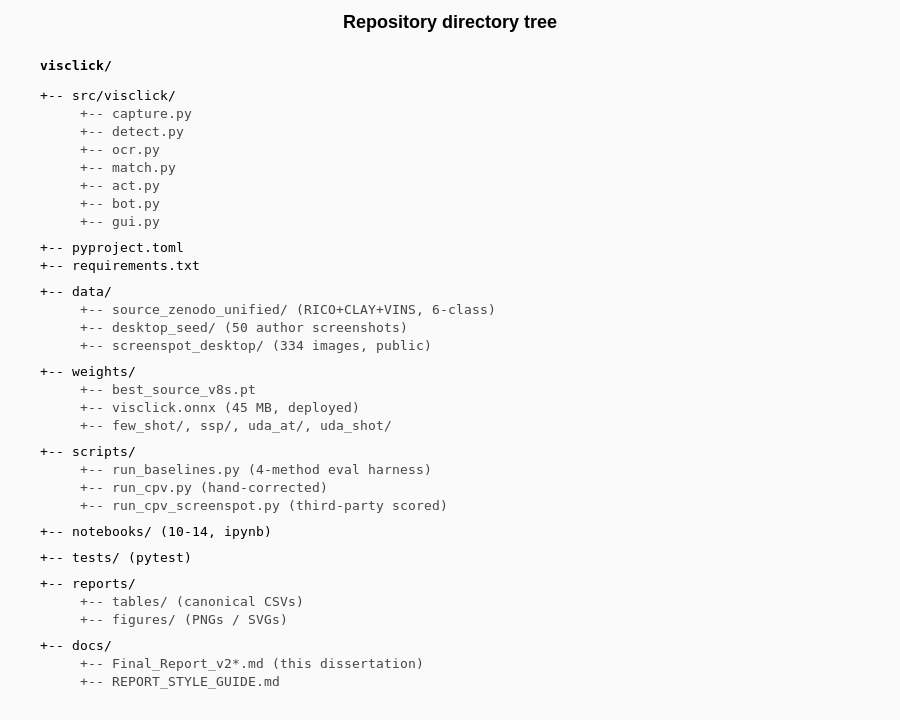 Repository directory tree
visclick/
+-- src/visclick/
+-- capture.py
+-- detect.py
+-- ocr.py
+-- match.py
+-- act.py
+-- bot.py
+-- gui.py
+-- pyproject.toml
+-- requirements.txt
+-- data/
+-- source_zenodo_unified/ (RICO+CLAY+VINS, 6-class)
+-- desktop_seed/ (50 author screenshots)
+-- screenspot_desktop/ (334 images, public)
+-- weights/
+-- best_source_v8s.pt
+-- visclick.onnx (45 MB, deployed)
+-- few_shot/, ssp/, uda_at/, uda_shot/
+-- scripts/
+-- run_baselines.py (4-method eval harness)
+-- run_cpv.py (hand-corrected)
+-- run_cpv_screenspot.py (third-party scored)
+-- notebooks/ (10-14, ipynb)
+-- tests/ (pytest)
+-- reports/
+-- tables/ (canonical CSVs)
+-- figures/ (PNGs / SVGs)
+-- docs/
+-- Final_Report_v2*.md (this dissertation)
+-- REPORT_STYLE_GUIDE.md